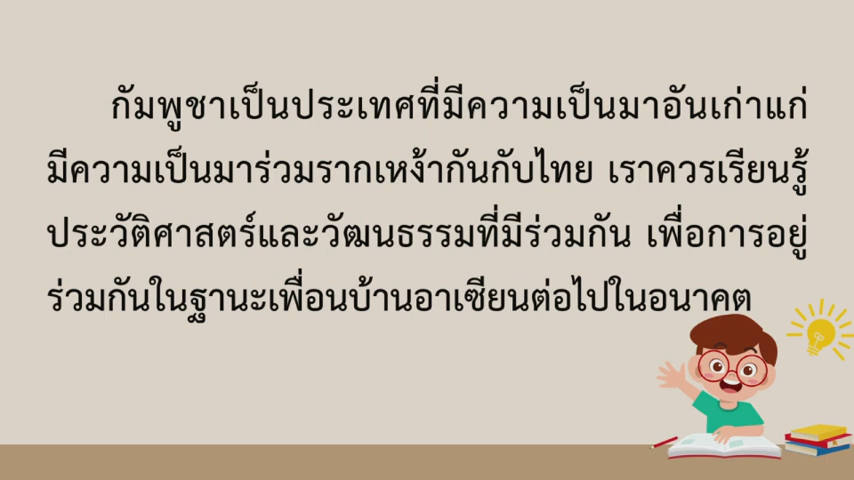 กัมพูชาเป็นประเทศที่มีความเป็นมาอันเก่าแก่
มีความเป็นมาร่วมรากเหง้ากันกับไทย เราควรเรียนรู้
ประวัติศาสตร์และวัฒนธรรมที่มีร่วมกัน เพื่อการอยู่
ร่วมกันในฐานะเพื่อนบ้านอาเซียนต่อไปในอนาคต